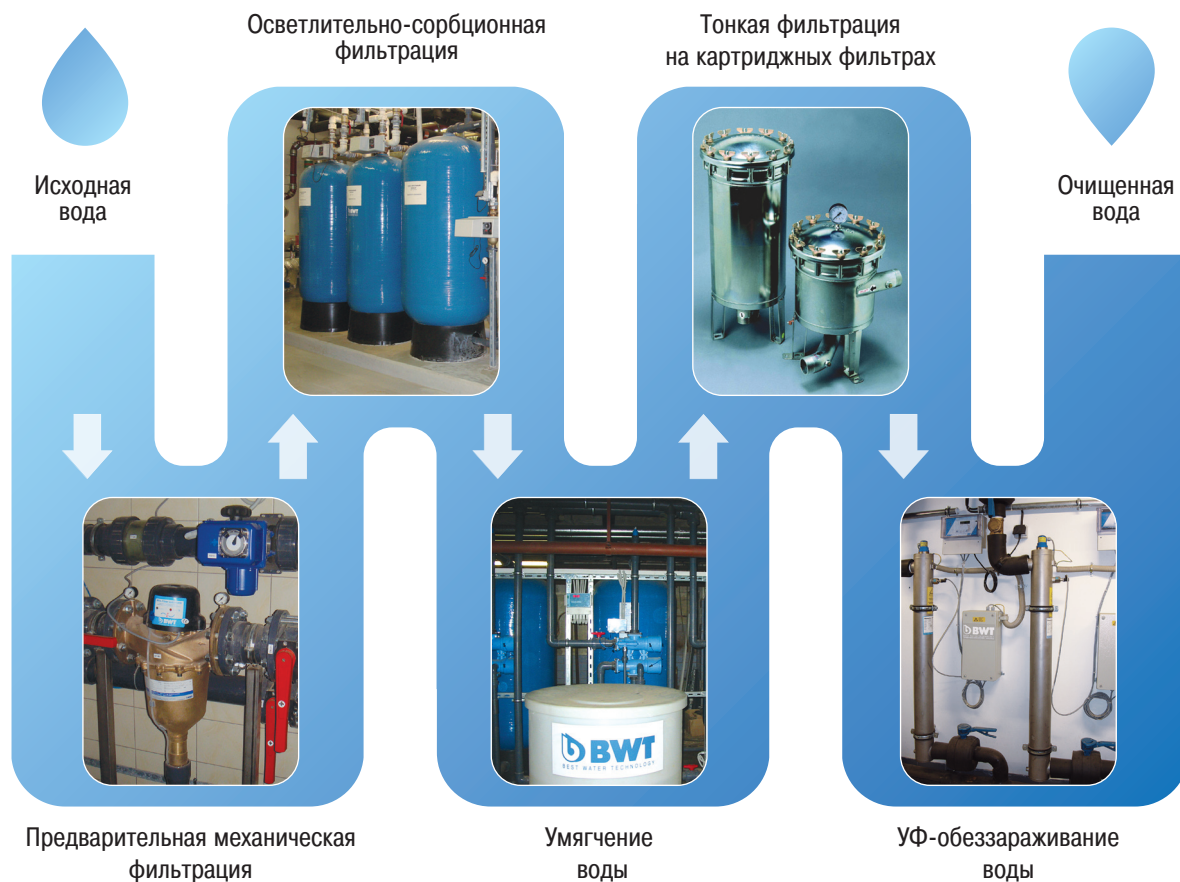 Осветлительно-сорбционная
фильтрация
Тонкая фильтрация
на картриджных фильтрах
Исходная
вода
Очищенная
вода
BWT
BWT
BWT
BEST WATER TECHNOLOGY
BWT
Предварительная механическая
фильтрация
Умягчение
воды
УФ-обеззараживание
воды